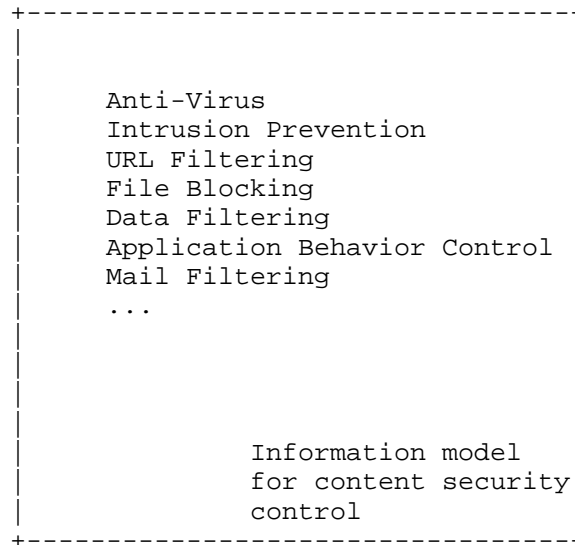 Anti-Virus
Intrusion Prevention
URL Filtering
File Blocking
Data Filtering
Application Behavior Control
Mail Filtering
...
Information model
for content security
control